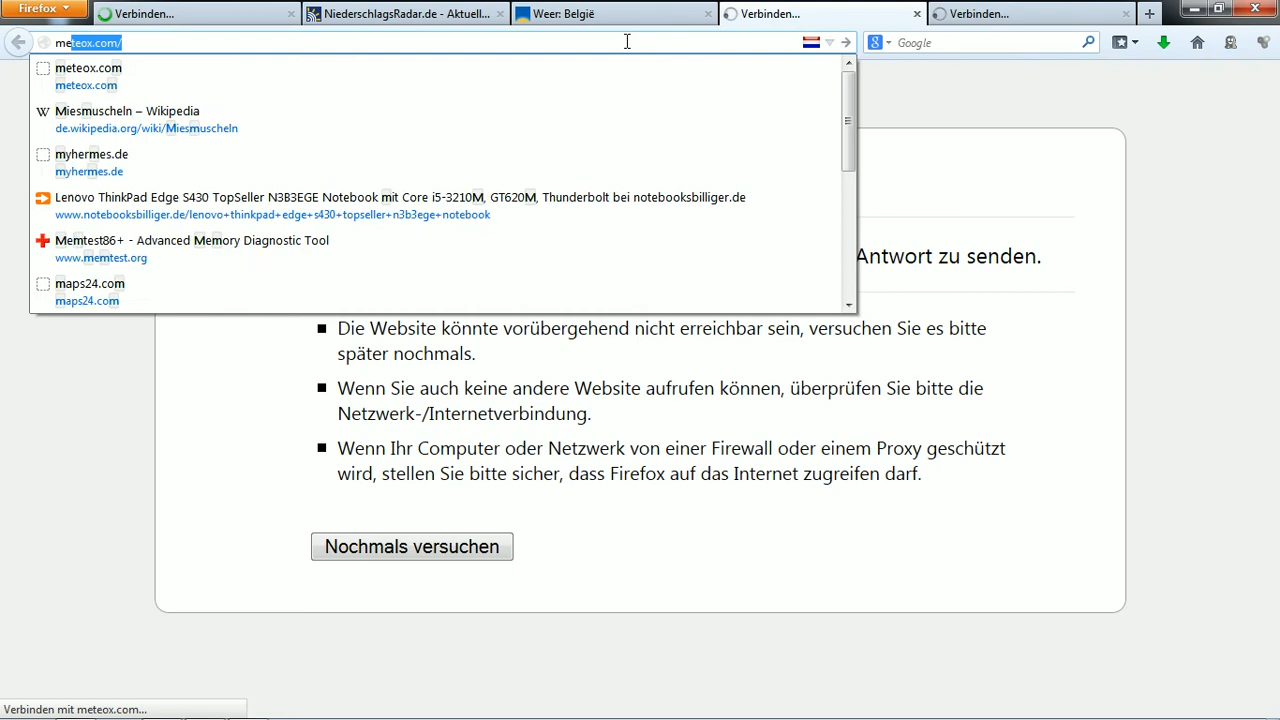 Firefox
Verbinden...
NiederschlagsRadar.de - Aktuell...
Weer: België
Verbinden...
Verbinden...
meteox.com/
Google
meteox.com
meteox.com
Miesmuscheln – Wikipedia
de.wikipedia.org/wiki/Miesmuscheln
myhermes.de
myhermes.de
Lenovo ThinkPad Edge S430 TopSeller N3B3EGE Notebook mit Core i5-3210M, GT620M, Thunderbolt bei notebooksbilliger.de
www.notebooksbilliger.de/lenovo+thinkpad+edge+s430+topseller+n3b3ege+notebook
Memtest86+ - Advanced Memory Diagnostic Tool
www.memtest.org
maps24.com
maps24.com
Antwort zu senden.
Die Website könnte vorübergehend nicht erreichbar sein, versuchen Sie es bitte
später nochmals.
Wenn Sie auch keine andere Website aufrufen können, überprüfen Sie bitte die
Netzwerk-/Internetverbindung.
Wenn Ihr Computer oder Netzwerk von einer Firewall oder einem Proxy geschützt
wird, stellen Sie bitte sicher, dass Firefox auf das Internet zugreifen darf.
Nochmals versuchen
Verbinden mit meteox.com...